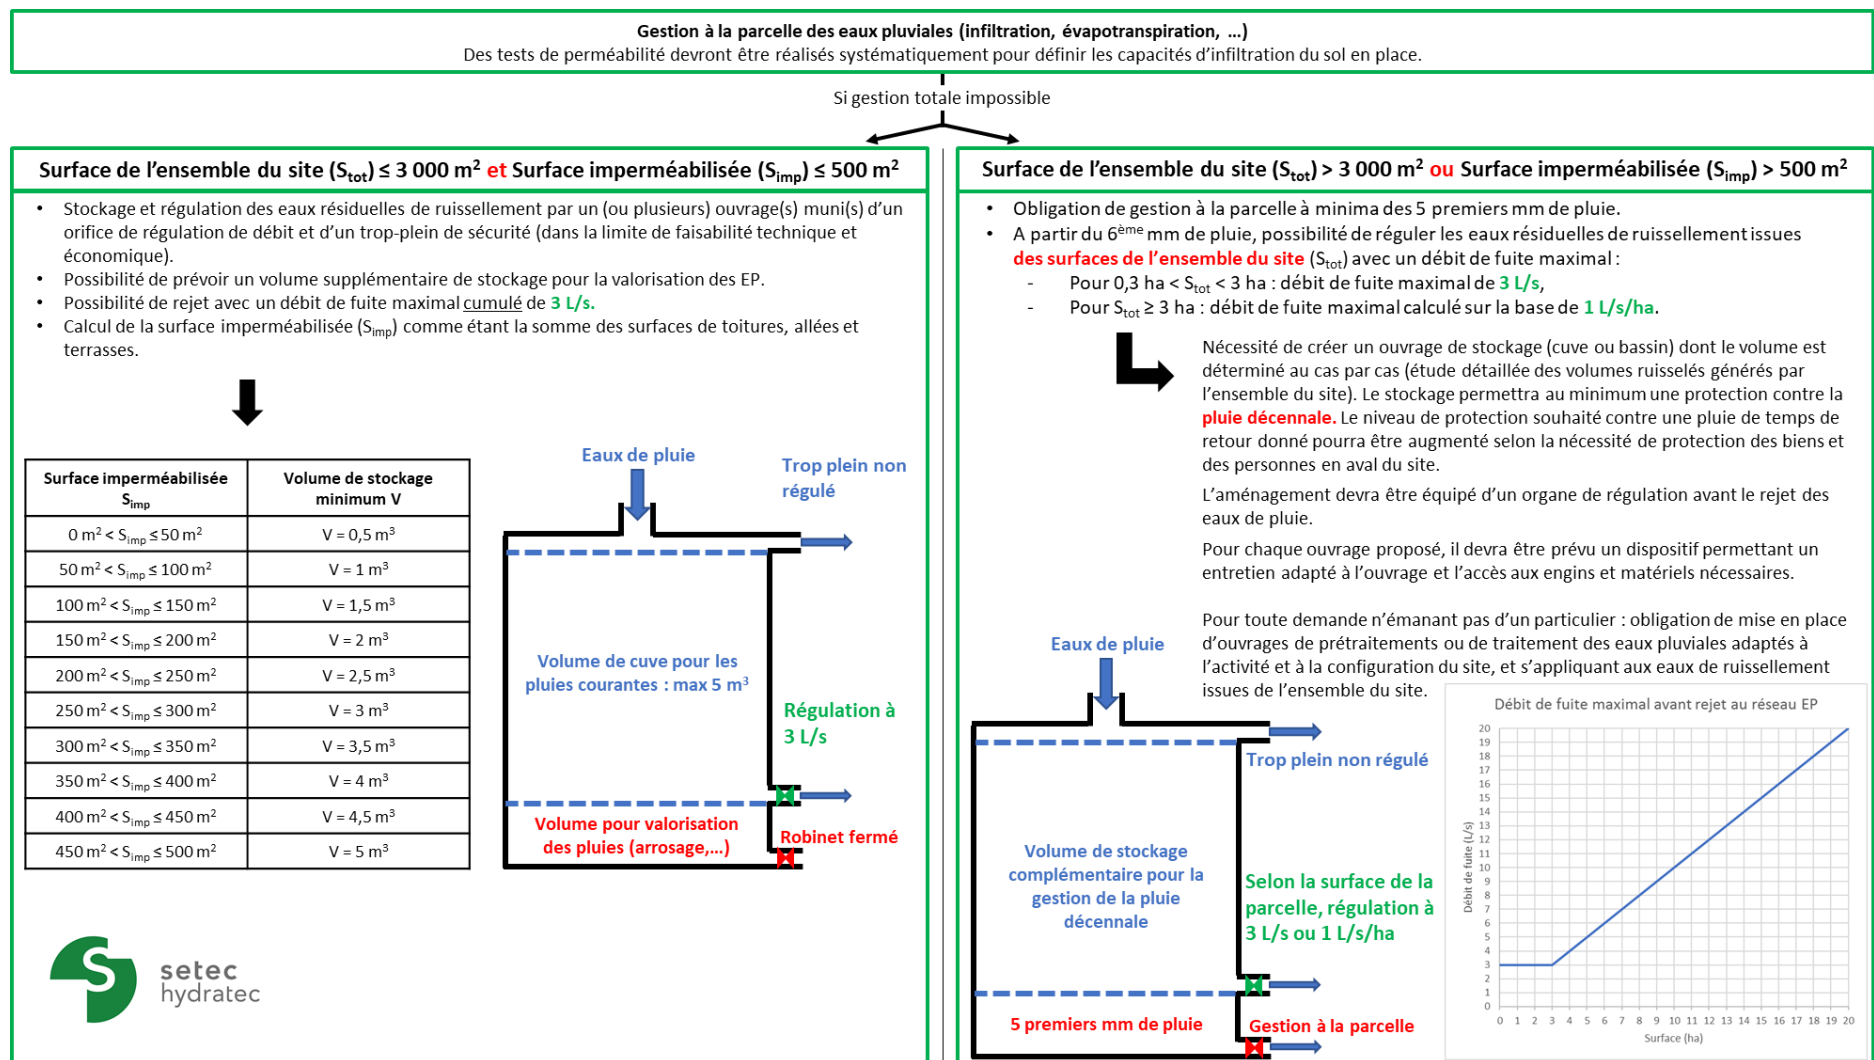 Gestion à la parcelle des eaux pluviales (infiltration, évapotranspiration, …)
Des tests de perméabilité devront être réalisés systématiquement pour définir les capacités d’infiltration du sol en place.
Si gestion totale impossible
Surface de l’ensemble du site (Stot) ≤ 3 000 m² et Surface imperméabilisée (Simp) ≤ 500 m²
• Stockage et régulation des eaux résiduelles de ruissellement par un (ou plusieurs) ouvrage(s) muni(s) d’un
orifice de régulation de débit et d’un trop-plein de sécurité (dans la limite de faisabilité technique et
économique).
• Possibilité de prévoir un volume supplémentaire de stockage pour la valorisation des EP.
• Possibilité de rejet avec un débit de fuite maximal cumulé de 3 L/s.
• Calcul de la surface imperméabilisée (Simp) comme étant la somme des surfaces de toitures, allées et
terrasses.
Surface imperméabilisée
Simp
Volume de stockage
minimum V
0 m² < Simp ≤ 50 m²
V = 0,5 m³
50 m² < Simp ≤ 100 m²
V = 1 m³
100 m² < Simp ≤ 150 m²
V = 1,5 m³
150 m² < Simp ≤ 200 m²
V = 2 m³
200 m² < Simp ≤ 250 m²
V = 2,5 m³
250 m² < Simp ≤ 300 m²
V = 3 m³
300 m² < Simp ≤ 350 m²
V = 3,5 m³
350 m² < Simp ≤ 400 m²
V = 4 m³
400 m² < Simp ≤ 450 m²
V = 4,5 m³
450 m² < Simp ≤ 500 m²
V = 5 m³
Eaux de pluie
Trop plein non
régulé
Volume de cuve pour les
pluies courantes : max 5 m³
Régulation à
3 L/s
Volume pour valorisation
des pluies (arrosage,…)
Robinet fermé
S
setec
hydratec
Surface de l’ensemble du site (Stot) > 3 000 m² ou Surface imperméabilisée (Simp) > 500 m²
• Obligation de gestion à la parcelle à minima des 5 premiers mm de pluie.
• A partir du 6ème mm de pluie, possibilité de réguler les eaux résiduelles de ruissellement issues
des surfaces de l’ensemble du site (Stot) avec un débit de fuite maximal :
- Pour 0,3 ha < Stot < 3 ha : débit de fuite maximal de 3 L/s,
- Pour Stot ≥ 3 ha : débit de fuite maximal calculé sur la base de 1 L/s/ha.
Nécessité de créer un ouvrage de stockage (cuve ou bassin) dont le volume est
déterminé au cas par cas (étude détaillée des volumes ruisselés générés par
l’ensemble du site). Le stockage permettra au minimum une protection contre la
pluie décennale. Le niveau de protection souhaité contre une pluie de temps de
retour donné pourra être augmenté selon la nécessité de protection des biens et
des personnes en aval du site.
L’aménagement devra être équipé d’un organe de régulation avant le rejet des
eaux de pluie.
Pour chaque ouvrage proposé, il devra être prévu un dispositif permettant un
entretien adapté à l’ouvrage et l’accès aux engins et matériels nécessaires.
Pour toute demande n’émanant pas d’un particulier : obligation de mise en place
d’ouvrages de prétraitements ou de traitement des eaux pluviales adaptés à
l’activité et à la configuration du site, et s’appliquant aux eaux de ruissellement
issues de l’ensemble du site.
Eaux de pluie
Trop plein non régulé
Volume de stockage
complémentaire pour la
gestion de la pluie
décennale
Selon la surface de la
parcelle, régulation à
3 L/s ou 1 L/s/ha
5 premiers mm de pluie
Gestion à la parcelle
Débit de fuite maximal avant rejet au réseau EP
Débit de fuite (L/s)
20
19
18
17
16
15
14
13
12
11
10
9
8
7
6
5
4
3
2
1
0
0 1 2 3 4 5 6 7 8 9 10 11 12 13 14 15 16 17 18 19 20
Surface (ha)